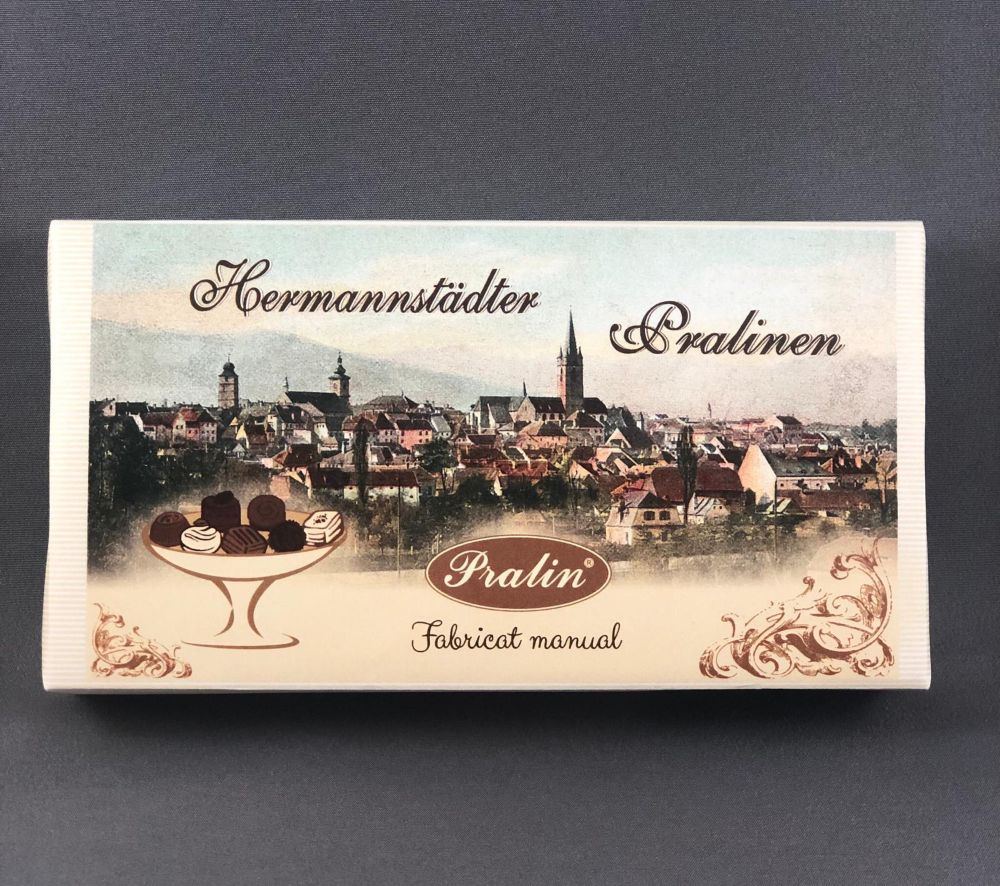 Hermannstädter
Pralinen
Pralin®
Fabricat manual